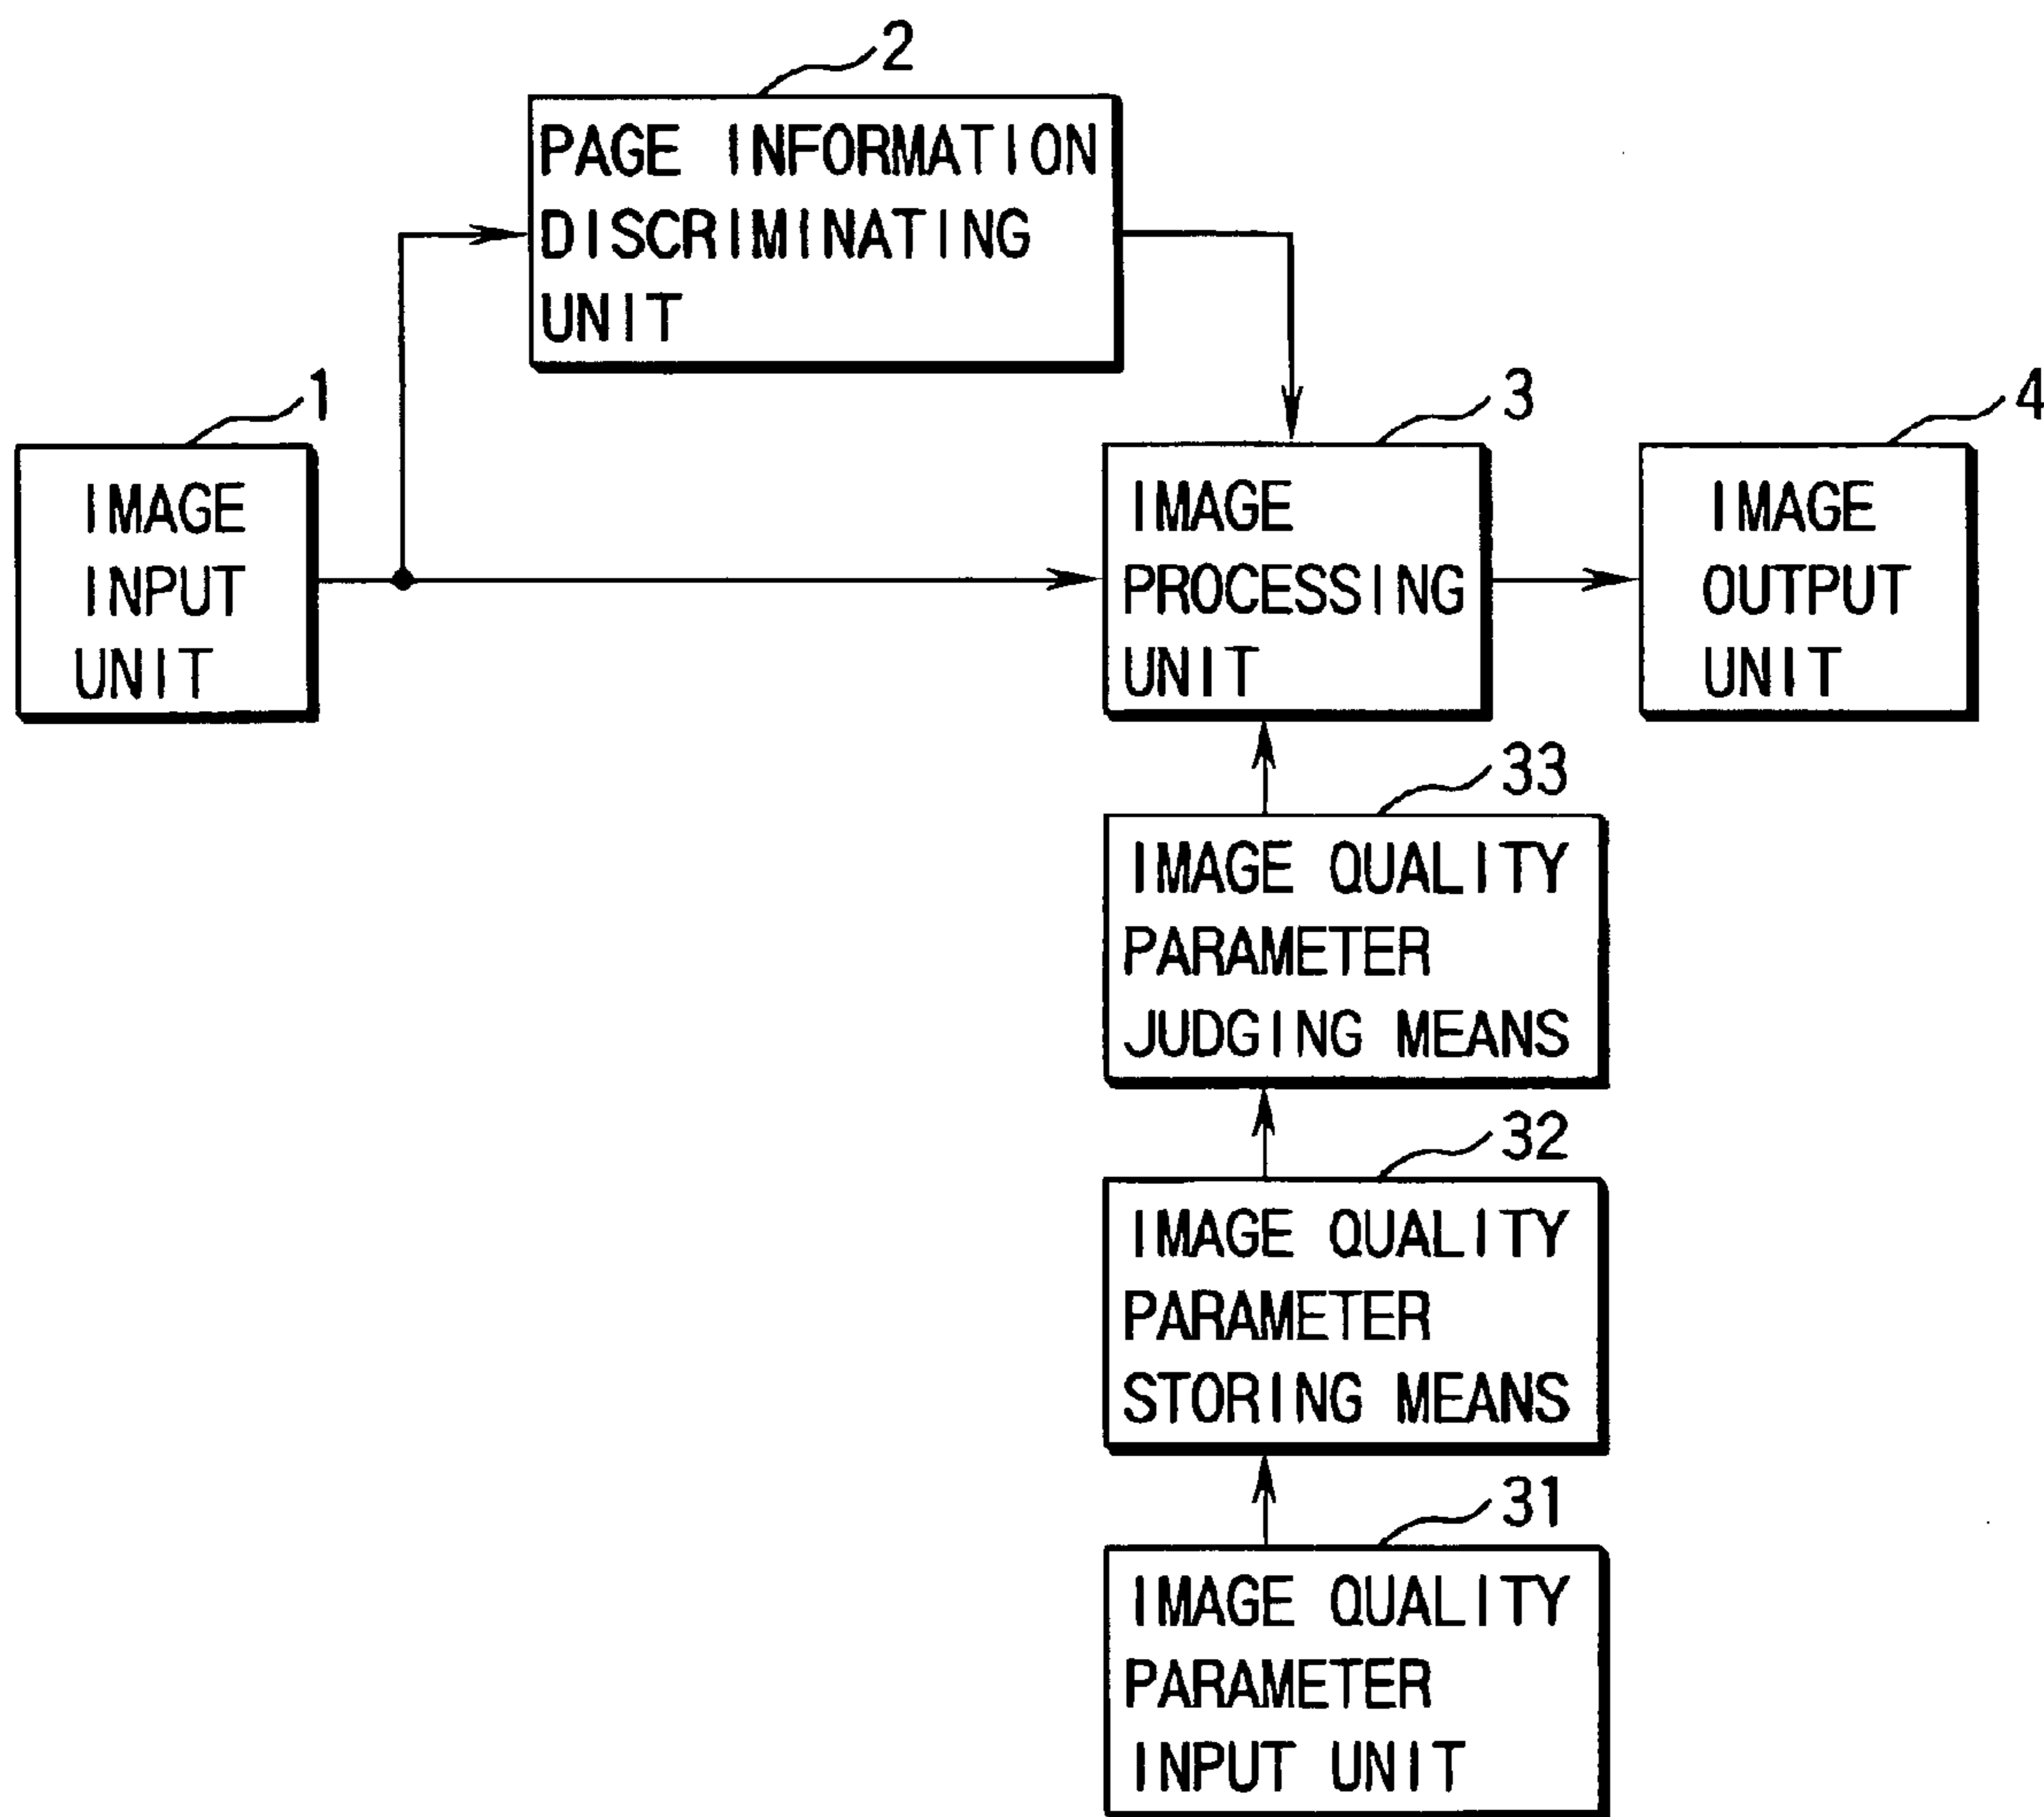 2
PAGE INFORMATION
DISCRIMINATING
UNIT
1
IMAGE
INPUT
UNIT
3
IMAGE
PROCESSING
UNIT
4
IMAGE
OUTPUT
UNIT
33
IMAGE QUALITY
PARAMETER
JUDGING MEANS
32
IMAGE QUALITY
PARAMETER
STORING MEANS
31
IMAGE QUALITY
PARAMETER
INPUT UNIT